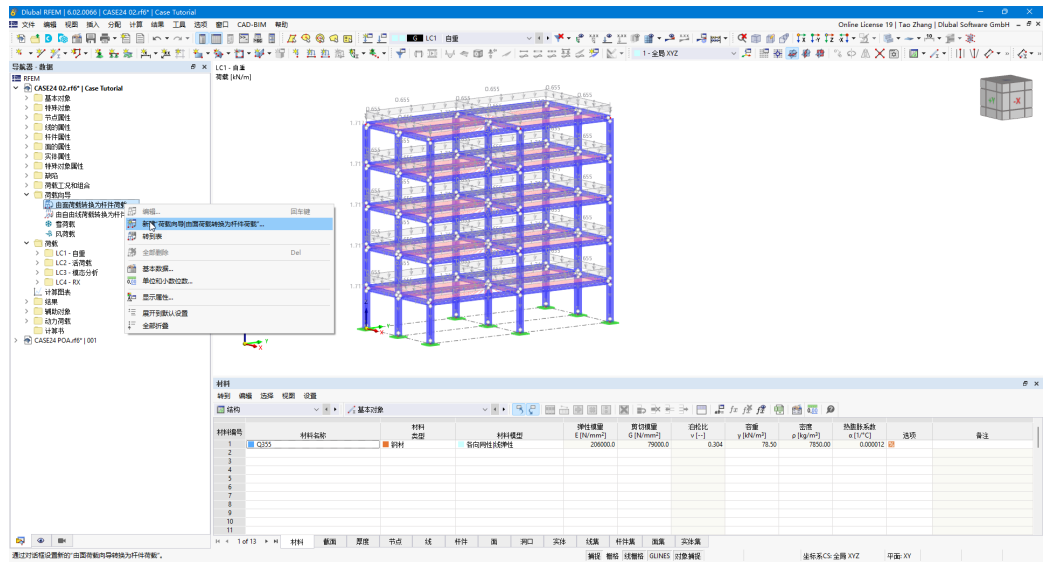 Dlubal RFEM | 6.02.0066 | CASE24 02.rf6* | Case Tutorial
文件 编辑 视图 插入 分配 计算 结果 工具 选项 窗口 CAD-BIM 帮助
Online License 19 | Tao Zhang | Dlubal Software GmbH
G LC1 自重
1 - 全局 XYZ
导航器 - 数据
RFEM
CASE24 02.rf6* | Case Tutorial
基本对象
特殊对象
节点属性
线的属性
杆件属性
面的属性
实体属性
特殊对象属性
缺陷
荷载工况和组合
荷载向导
由面荷载转换为杆件荷载
由自由线荷载转换为杆件
雪荷载
风荷载
荷载
LC1 - 自重
LC2 - 活荷载
LC3 - 模态分析
LC4 - RX
计算图表
结果
辅助对象
动力荷载
计算书
CASE24 POA.rf6* | 001
编辑... 回车键
新建"荷载向导|由面荷载转换为杆件荷载"...
转到表
全部删除 Del
基本数据...
单位和小数位数...
显示属性...
展开到默认设置
全部折叠
LC1 - 自重
荷载 [kN/m]
0.655
0.655
0.655
0.655
+Y -X
Y
X
材料
转到 编辑 选择 视图 设置
结构
基本对象
材料编号 材料名称 材料类型 材料模型 弹性模量 E [N/mm²] 剪切模量 G [N/mm²] 泊松比 ν [--] 容重 γ [kN/m³] 密度 ρ [kg/m³] 热膨胀系数 α [1/°C] 选项 备注
1 Q355 钢材 各向同性|线弹性 206000.0 79000.0 0.304 78.50 7850.00 0.000012
2
3
4
5
6
7
8
9
10
11
1 of 13 材料 截面 厚度 节点 线 杆件 面 洞口 实体 线集 杆件集 面集 实体集
通过对话框设置新的"由面荷载向导转换为杆件荷载"。
捕捉 栅格 线栅格 GLINES 对象捕捉
坐标系CS: 全局 XYZ
平面: XY